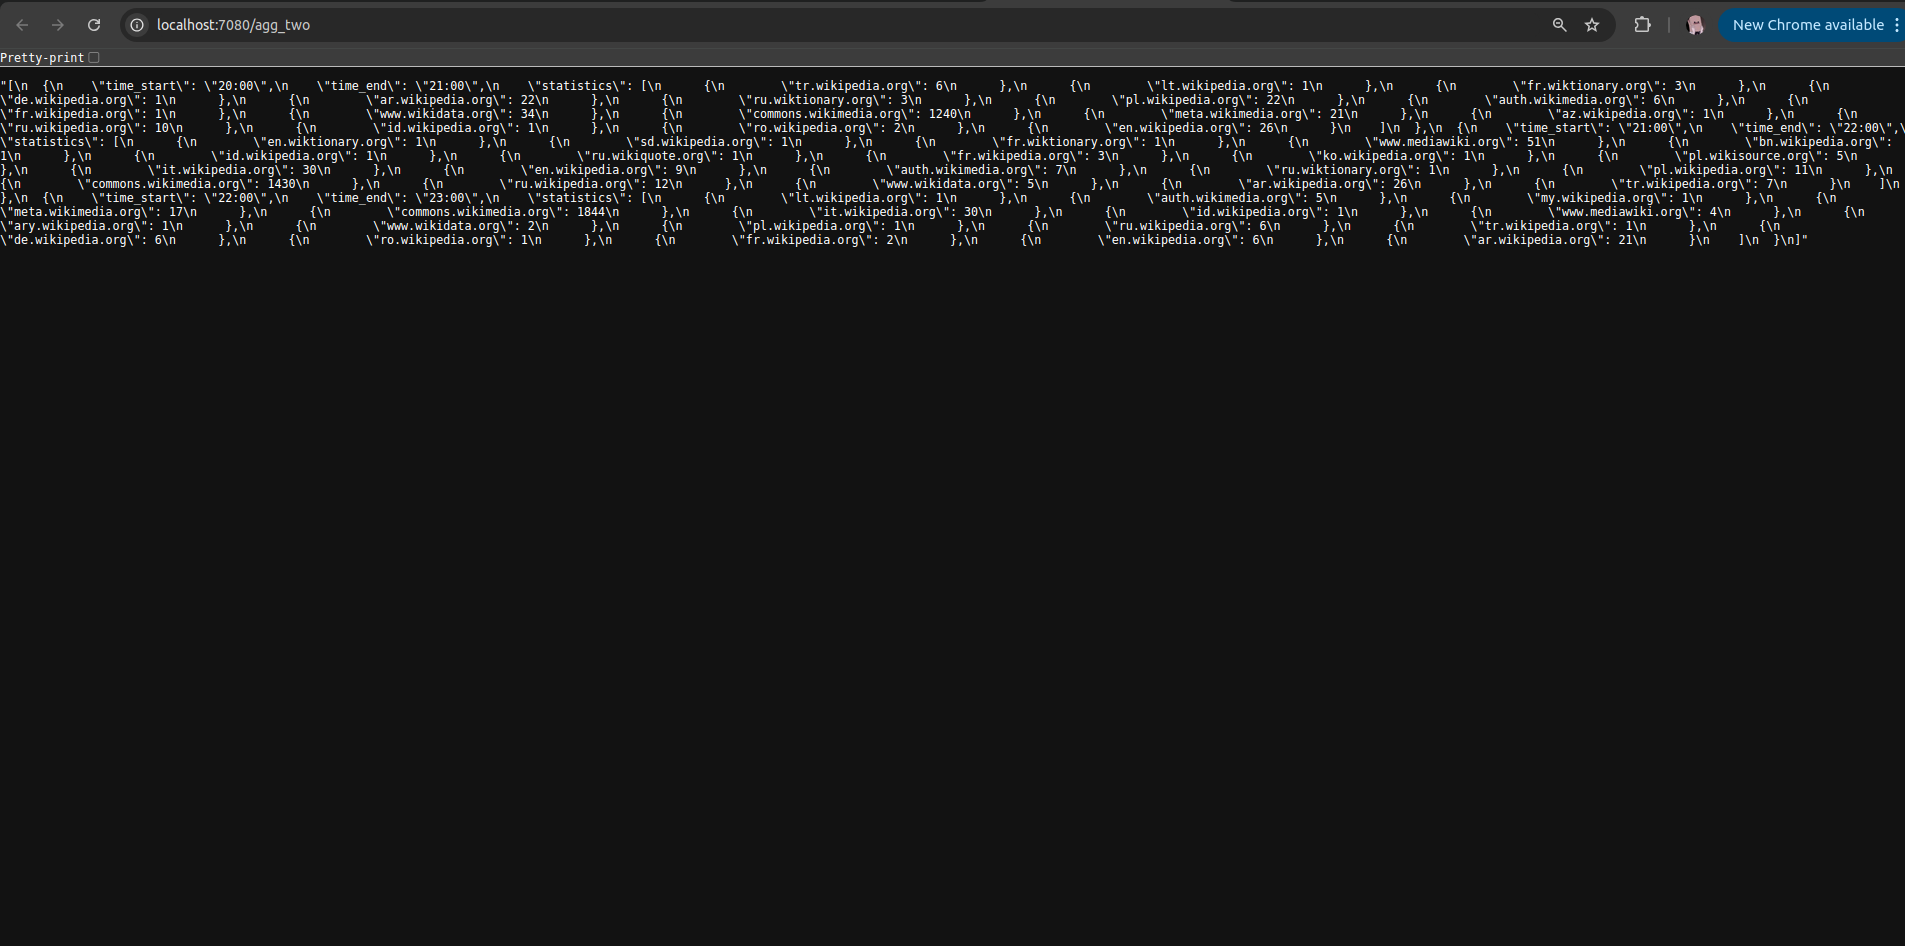 localhost:7080/agg_two
New Chrome available
Pretty-print
"[\n  {\n    \"time_start\": \"20:00\",\n    \"time_end\": \"21:00\",\n    \"statistics\": [\n      {\n        \"tr.wikipedia.org\": 6\n      },\n      {\n        \"lt.wikipedia.org\": 1\n      },\n      {\n        \"fr.wiktionary.org\": 3\n      },\n      {\n
\"de.wikipedia.org\": 1\n      },\n      {\n        \"ar.wikipedia.org\": 22\n      },\n      {\n        \"ru.wiktionary.org\": 3\n      },\n      {\n        \"pl.wikipedia.org\": 22\n      },\n      {\n        \"auth.wikimedia.org\": 6\n      },\n      {\n
\"fr.wikipedia.org\": 1\n      },\n      {\n        \"www.wikidata.org\": 34\n      },\n      {\n        \"commons.wikimedia.org\": 1240\n      },\n      {\n        \"meta.wikimedia.org\": 21\n      },\n      {\n        \"az.wikipedia.org\": 1\n      },\n      {\n
\"ru.wikipedia.org\": 10\n      },\n      {\n        \"id.wikipedia.org\": 1\n      },\n      {\n        \"ro.wikipedia.org\": 2\n      },\n      {\n        \"en.wikipedia.org\": 26\n      }\n    ]\n  },\n  {\n    \"time_start\": \"21:00\",\n    \"time_end\": \"22:00\",\n
\"statistics\": [\n      {\n        \"en.wiktionary.org\": 1\n      },\n      {\n        \"sd.wikipedia.org\": 1\n      },\n      {\n        \"fr.wiktionary.org\": 1\n      },\n      {\n        \"www.mediawiki.org\": 51\n      },\n      {\n        \"bn.wikipedia.org\":
1\n      },\n      {\n        \"id.wikipedia.org\": 1\n      },\n      {\n        \"ru.wikiquote.org\": 1\n      },\n      {\n        \"fr.wikipedia.org\": 3\n      },\n      {\n        \"ko.wikipedia.org\": 1\n      },\n      {\n        \"pl.wikisource.org\": 5\n
},\n      {\n        \"it.wikipedia.org\": 30\n      },\n      {\n        \"en.wikipedia.org\": 9\n      },\n      {\n        \"auth.wikimedia.org\": 7\n      },\n      {\n        \"ru.wiktionary.org\": 1\n      },\n      {\n        \"pl.wikipedia.org\": 11\n      },\n
{\n        \"commons.wikimedia.org\": 1430\n      },\n      {\n        \"ru.wikipedia.org\": 12\n      },\n      {\n        \"www.wikidata.org\": 5\n      },\n      {\n        \"ar.wikipedia.org\": 26\n      },\n      {\n        \"tr.wikipedia.org\": 7\n      }\n    ]\n
},\n  {\n    \"time_start\": \"22:00\",\n    \"time_end\": \"23:00\",\n    \"statistics\": [\n      {\n        \"lt.wikipedia.org\": 1\n      },\n      {\n        \"auth.wikimedia.org\": 5\n      },\n      {\n        \"my.wikipedia.org\": 1\n      },\n      {\n
\"meta.wikimedia.org\": 17\n      },\n      {\n        \"commons.wikimedia.org\": 1844\n      },\n      {\n        \"it.wikipedia.org\": 30\n      },\n      {\n        \"id.wikipedia.org\": 1\n      },\n      {\n        \"www.mediawiki.org\": 4\n      },\n      {\n
\"ary.wikipedia.org\": 1\n      },\n      {\n        \"www.wikidata.org\": 2\n      },\n      {\n        \"pl.wikipedia.org\": 1\n      },\n      {\n        \"ru.wikipedia.org\": 6\n      },\n      {\n        \"tr.wikipedia.org\": 1\n      },\n      {\n
\"de.wikipedia.org\": 6\n      },\n      {\n        \"ro.wikipedia.org\": 1\n      },\n      {\n        \"fr.wikipedia.org\": 2\n      },\n      {\n        \"en.wikipedia.org\": 6\n      },\n      {\n        \"ar.wikipedia.org\": 21\n      }\n    ]\n  }\n]"